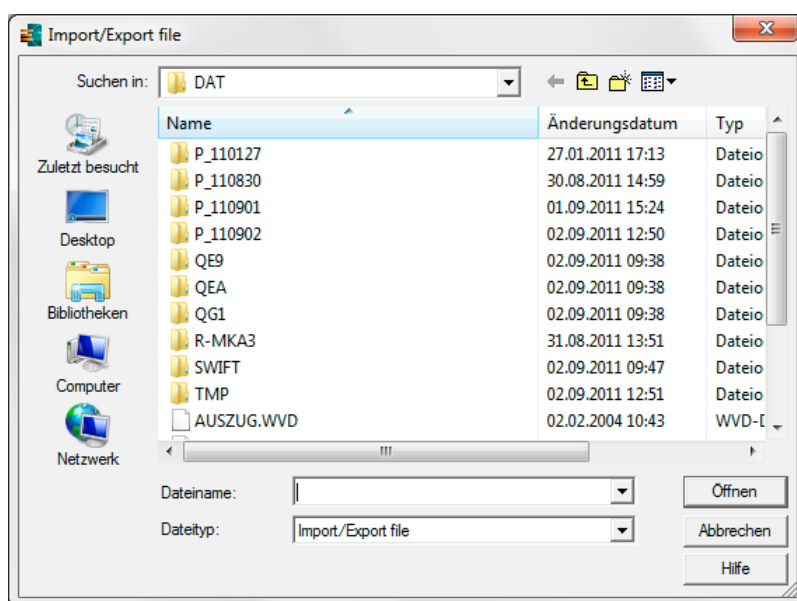 Import/Export file
Suchen in: DAT
Name Änderungsdatum Typ
P_110127 27.01.2011 17:13 Dateio
P_110830 30.08.2011 14:59 Dateio
P_110901 01.09.2011 15:24 Dateio
P_110902 02.09.2011 12:50 Dateio
QE9 02.09.2011 09:38 Dateio
QEA 02.09.2011 09:38 Dateio
QG1 02.09.2011 09:38 Dateio
R-MKA3 31.08.2011 13:51 Dateio
SWIFT 02.09.2011 09:47 Dateio
TMP 02.09.2011 12:51 Dateio
AUSZUG.WVD 02.02.2004 10:43 WVD-D
Zuletzt besucht
Desktop
Bibliotheken
Computer
Netzwerk
Dateiname: Öffnen
Dateityp: Import/Export file Abbrechen
Hilfe